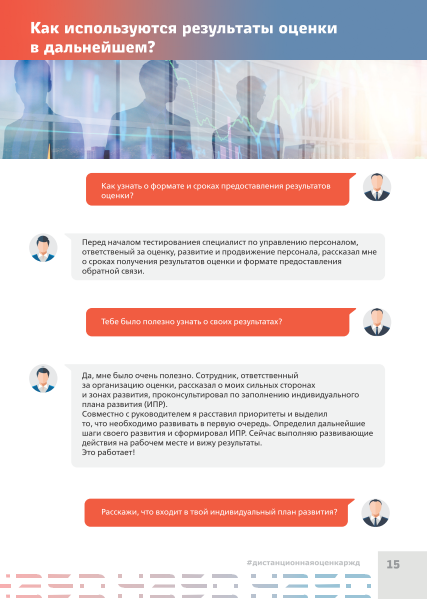 Как используются результаты оценки
в дальнейшем?
Как узнать о формате и сроках предоставления результатов
оценки?
Перед началом тестирования специалист по управлению персоналом,
ответственный за оценку, развитие и продвижение персонала, рассказал мне
о сроках получения результатов оценки и формате предоставления
обратной связи.
Тебе было полезно узнать о своих результатах?
Да, мне было очень полезно. Сотрудник, ответственный
за организацию оценки, рассказал о моих сильных сторонах
и зонах развития, проконсультировал по заполнению индивидуального
плана развития (ИПР).
Совместно с руководителем я расставил приоритеты и выделил
то, что необходимо развивать в первую очередь. Определил дальнейшие
шаги своего развития и сформировал ИПР. Сейчас выполняю развивающие
действия на рабочем месте и вижу результаты.
Это работает!
Расскажи, что входит в твой индивидуальный план развития?
#дистанционнаяоценкаржд
15